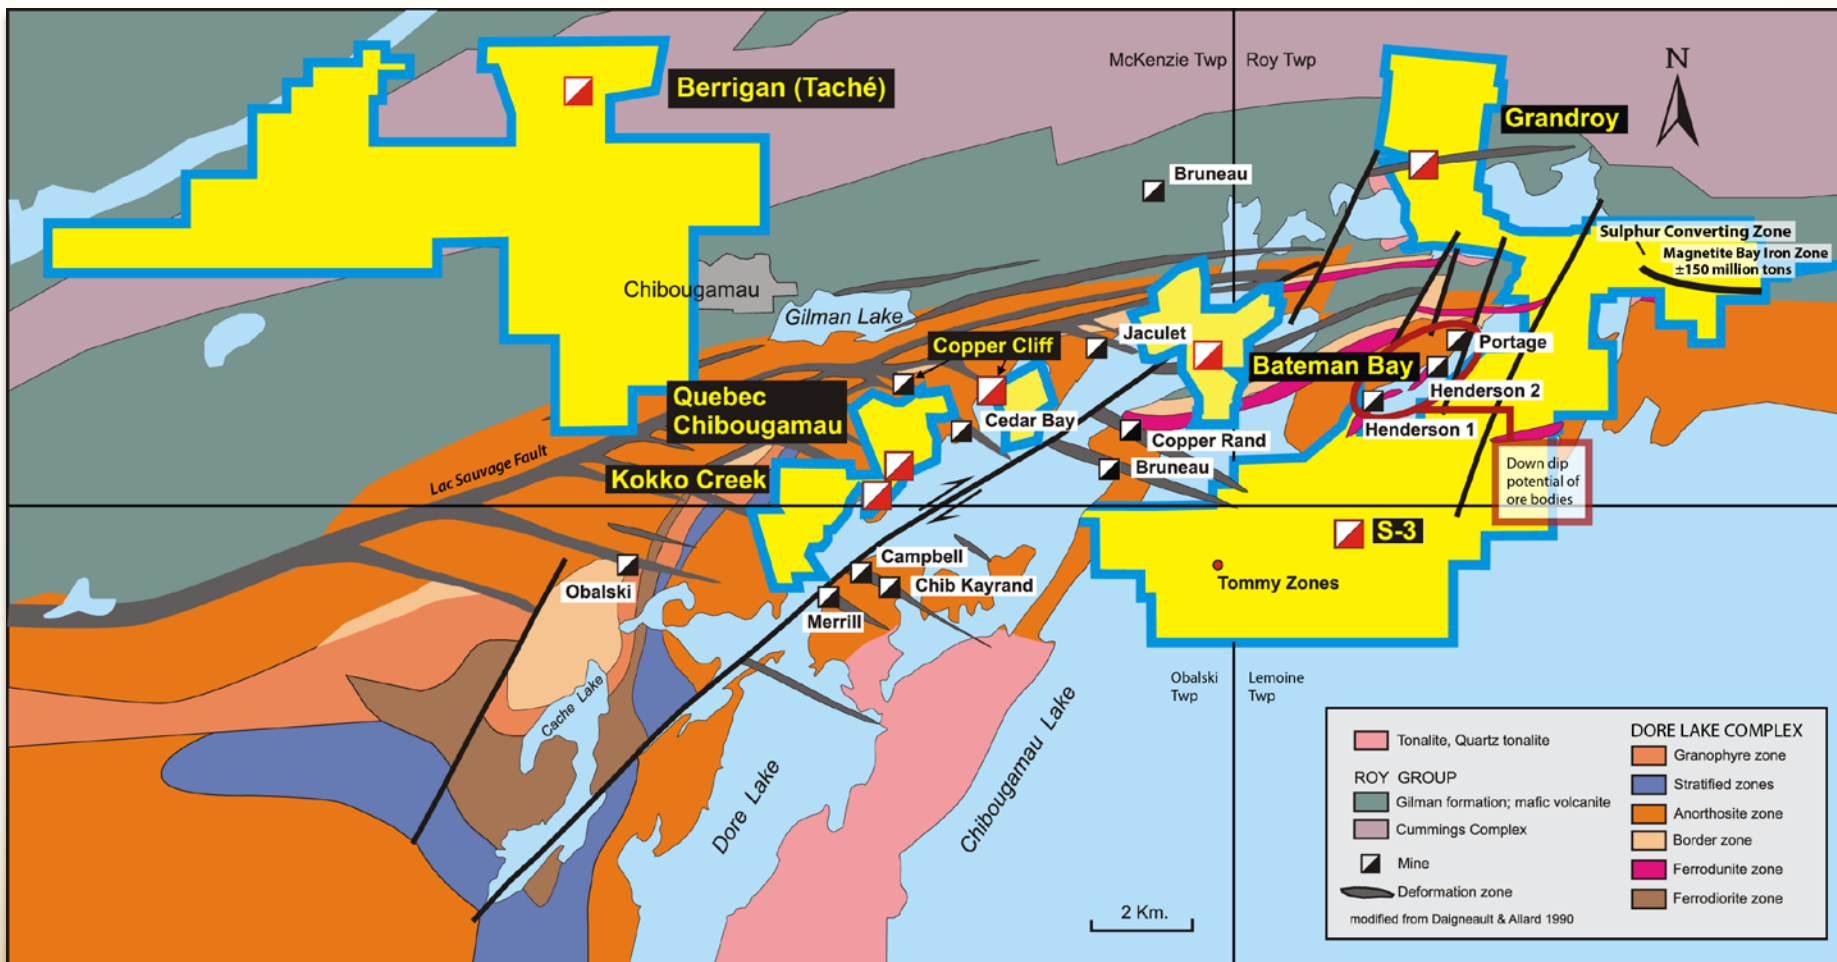 McKenzie Twp
Roy Twp
N
Berrigan (Taché)
Grandroy
Bruneau
Sulphur Converting Zone
Magnetite Bay Iron Zone
±150 million tons
Chibougamau
Gilman Lake
Jaculet
Copper Cliff
Portage
Bateman Bay
Henderson 2
Quebec
Chibougamau
Cedar Bay
Henderson 1
Copper Rand
Lac Sauvage Fault
Bruneau
Kokko Creek
Down dip
potential of
ore bodies
S-3
Campbell
Tommy Zones
Chib Kayrand
Obalski
Merrill
Obalski
Twp
Lemoine
Twp
Cache Lake
Dore Lake
Chibougamau Lake
2 Km.
Tonalite, Quartz tonalite
ROY GROUP
Gilman formation; mafic volcanite
Cummings Complex
Mine
Deformation zone
modified from Daigneault & Allard 1990
DORE LAKE COMPLEX
Granophyre zone
Stratified zones
Anorthosite zone
Border zone
Ferrodunite zone
Ferrodiorite zone